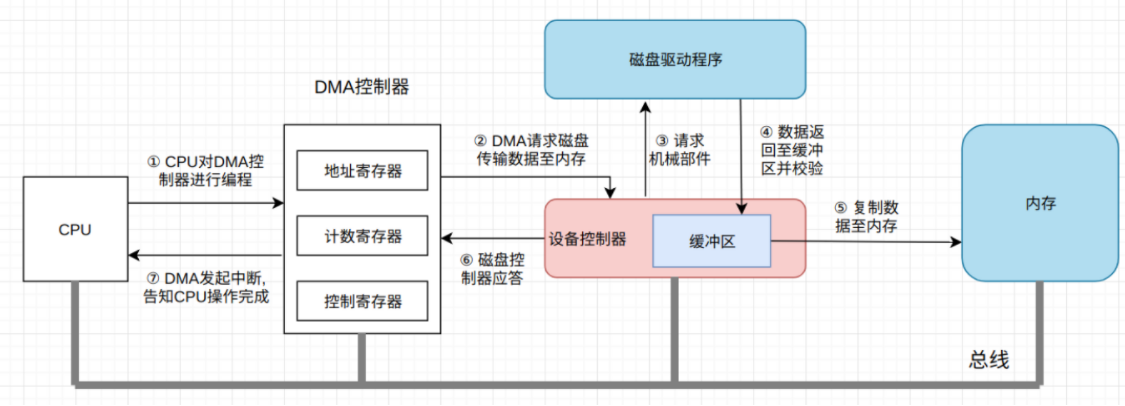 磁盘驱动程序
DMA控制器
① CPU对DMA控
制器进行编程
② DMA请求磁盘
传输数据至内存
③ 请求
机械部件
④ 数据返
回至缓冲
区并校验
地址寄存器
CPU
计数寄存器
设备控制器
缓冲区
⑤ 复制数
据至内存
内存
⑥ 磁盘控
制器应答
⑦ DMA发起中断,
告知CPU操作完成
控制寄存器
总线